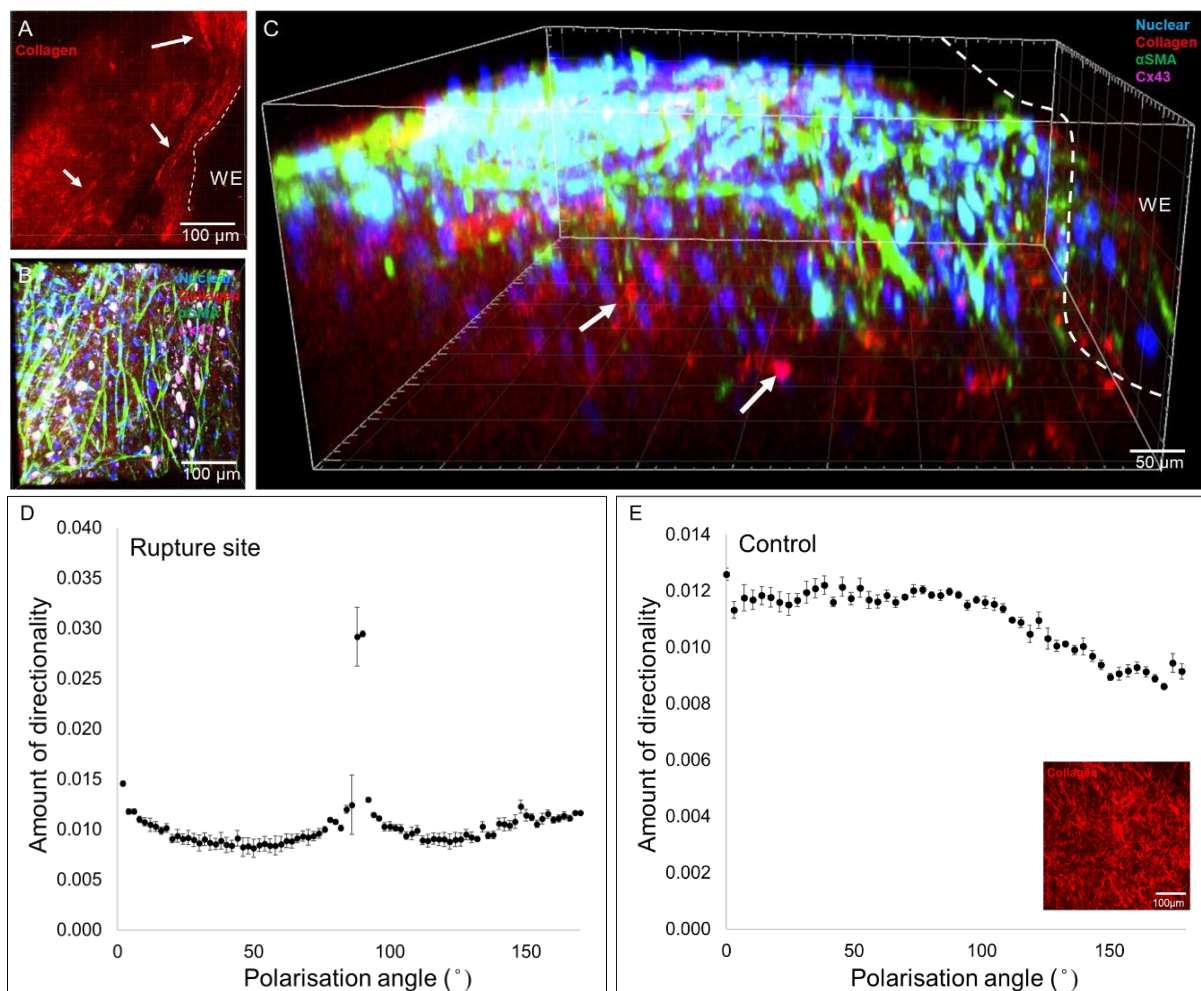 A
Collagen
WE
100 µm
B
Nuclear
Collagen
αSMA
Cx43
100 µm
C
Nuclear
Collagen
αSMA
Cx43
WE
50 µm
D
Rupture site
Amount of directionality
0.040
0.035
0.030
0.025
0.020
0.015
0.010
0.005
0.000
0
50
100
150
Polarisation angle (°)
E
Control
Amount of directionality
0.014
0.012
0.010
0.008
0.006
0.004
0.002
0.000
0
50
100
150
Polarisation angle (°)
Collagen
100µm